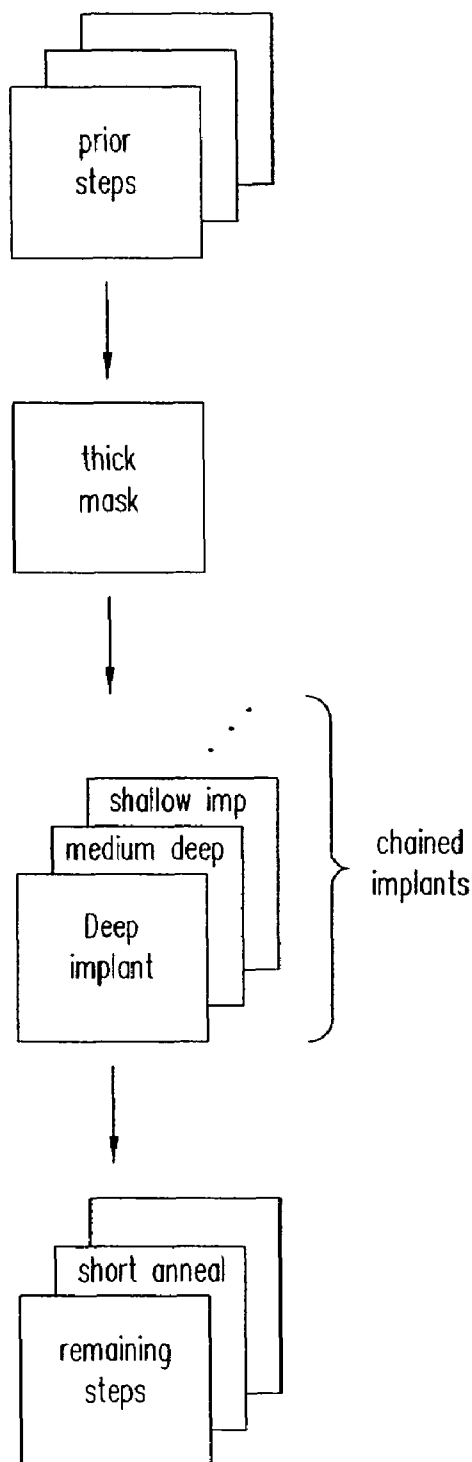 prior
steps
thick
mask
shallow imp
medium deep
Deep
implant
chained
implants
short anneal
remaining
steps